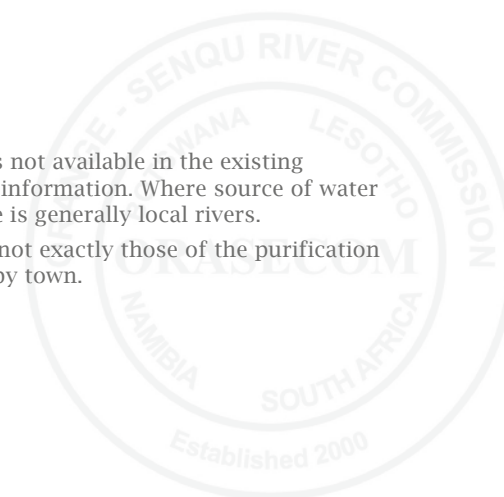 ORANGE - SENQU RIVER COMMISSION
BOTSWANA LESOTHO
s not available in the existing
information. Where source of water
e is generally local rivers.
not exactly those of the purification
by town.
ORASECOM
NAMIBIA SOUTH AFRICA
Established 2000